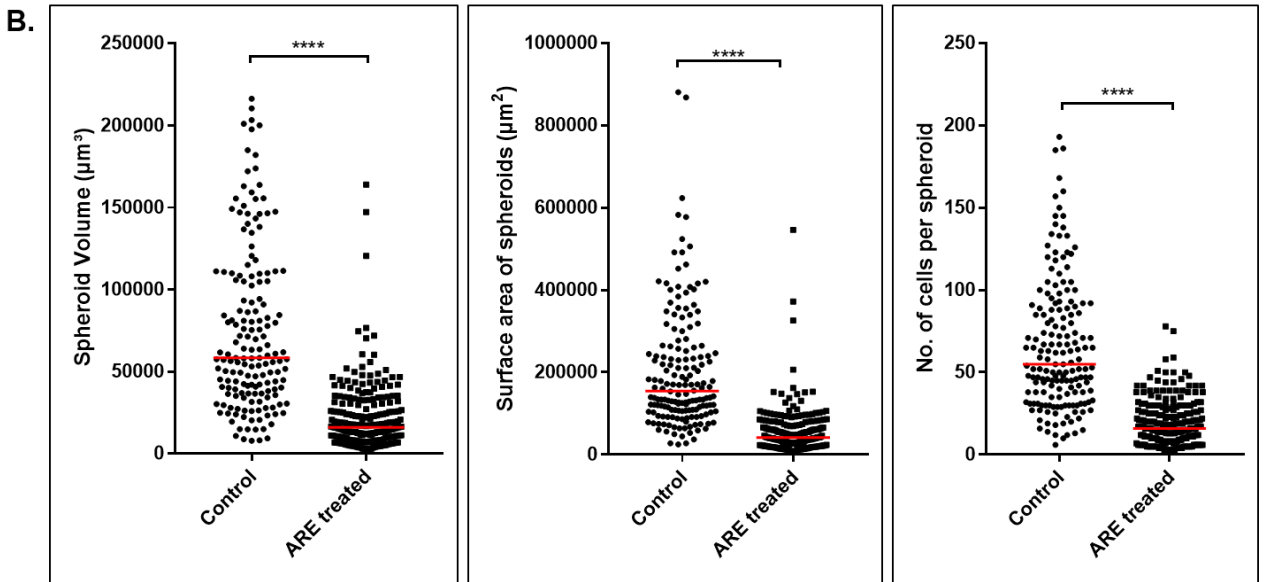 B.
Spheroid Volume (µm³)
250000
200000
150000
100000
50000
0
****
Control
ARE treated
Surface area of spheroids (µm²)
1000000
800000
600000
400000
200000
0
****
Control
ARE treated
No. of cells per spheroid
250
200
150
100
50
0
****
Control
ARE treated